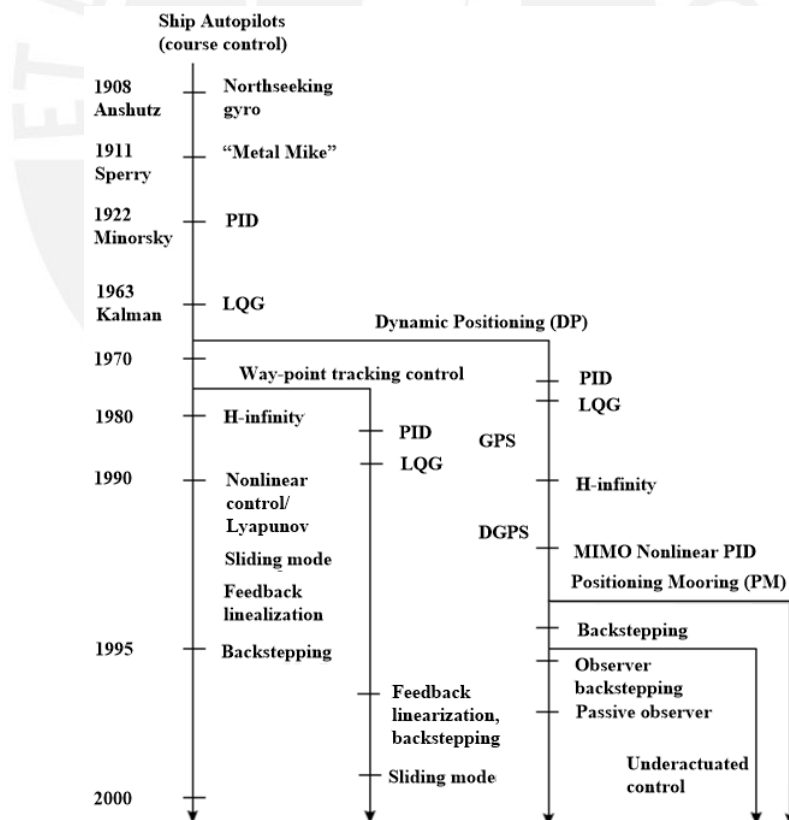 Ship Autopilots
(course control)
1908
Anshutz
Northseeking
gyro
1911
Sperry
“Metal Mike”
1922
Minorsky
PID
1963
Kalman
LQG
Dynamic Positioning (DP)
1970
Way-point tracking control
PID
LQG
1980
H-infinity
PID
GPS
LQG
1990
Nonlinear
control/
Lyapunov
H-infinity
DGPS
Sliding mode
MIMO Nonlinear PID
Feedback
linealization
Positioning Mooring (PM)
Backstepping
1995
Backstepping
Observer
backstepping
Feedback
linearization,
backstepping
Passive observer
Underactuated
control
Sliding mode
2000
ET